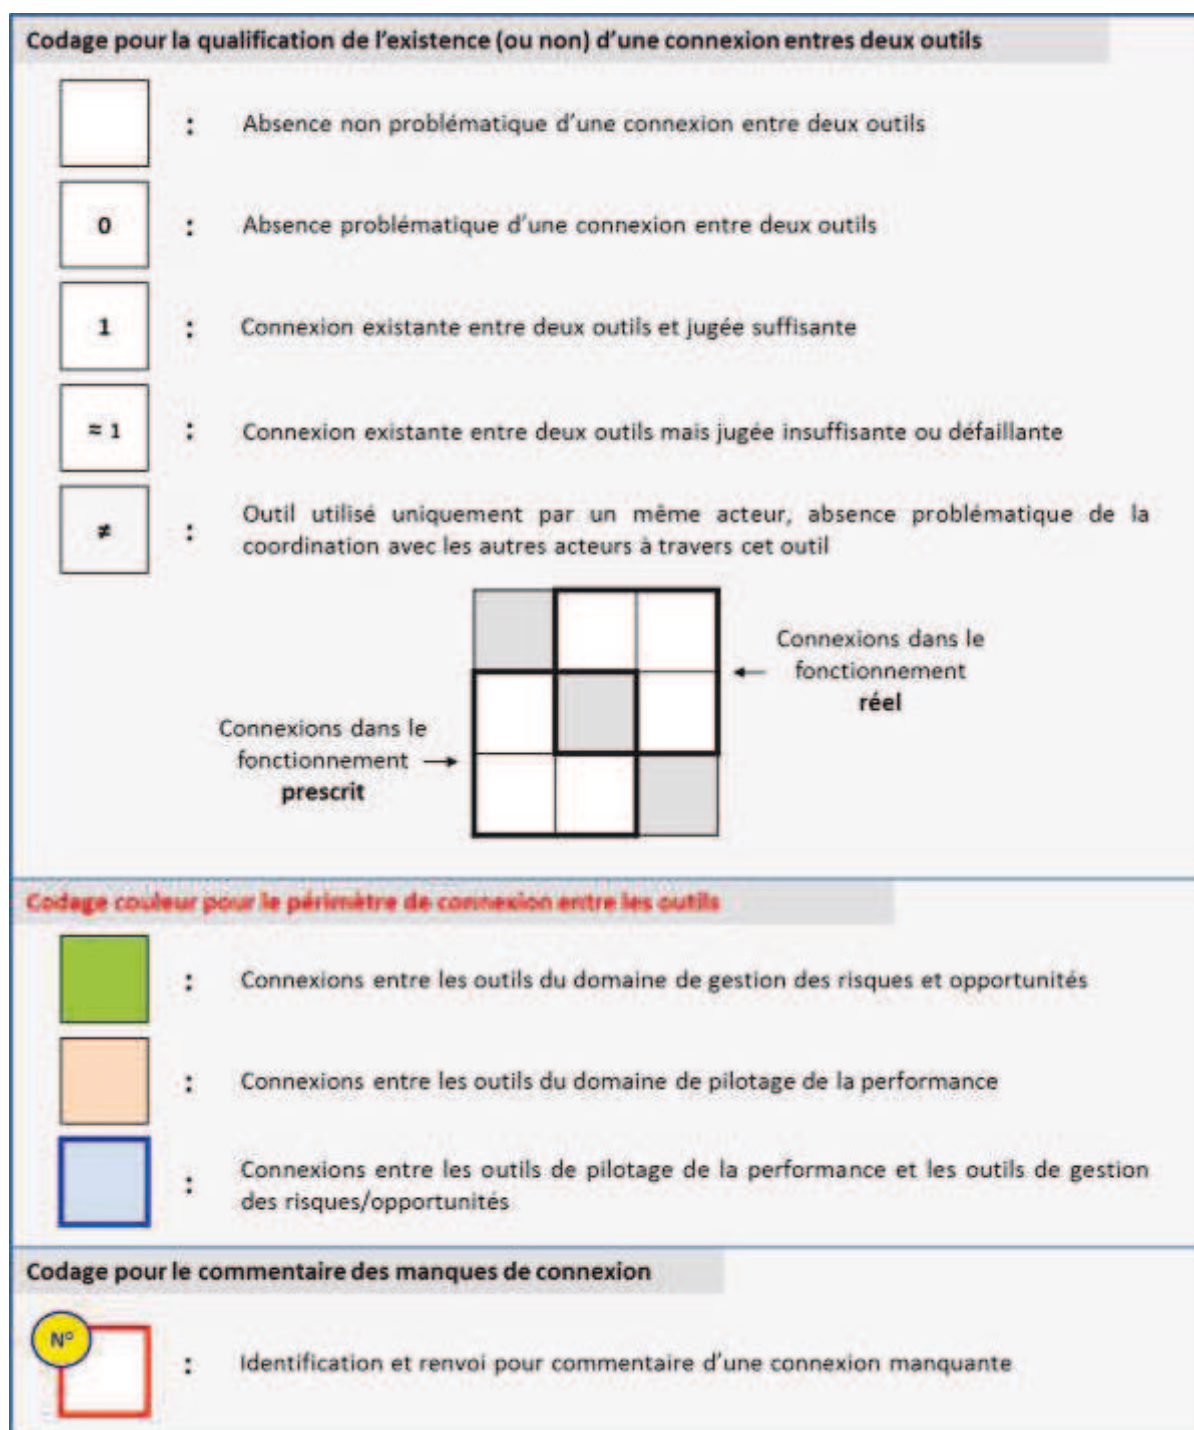 Codage pour la qualification de l'existence (ou non) d'une connexion entres deux outils
: Absence non problématique d'une connexion entre deux outils
0 : Absence problématique d'une connexion entre deux outils
1 : Connexion existante entre deux outils et jugée suffisante
≈ 1 : Connexion existante entre deux outils mais jugée insuffisante ou défaillante
≠ : Outil utilisé uniquement par un même acteur, absence problématique de la
coordination avec les autres acteurs à travers cet outil
Connexions dans le
fonctionnement
réel
Connexions dans le
fonctionnement
prescrit
Codage couleur pour le périmètre de connexion entre les outils
: Connexions entre les outils du domaine de gestion des risques et opportunités
: Connexions entre les outils du domaine de pilotage de la performance
: Connexions entre les outils de pilotage de la performance et les outils de gestion
des risques/opportunités
Codage pour le commentaire des manques de connexion
N° : Identification et renvoi pour commentaire d'une connexion manquante